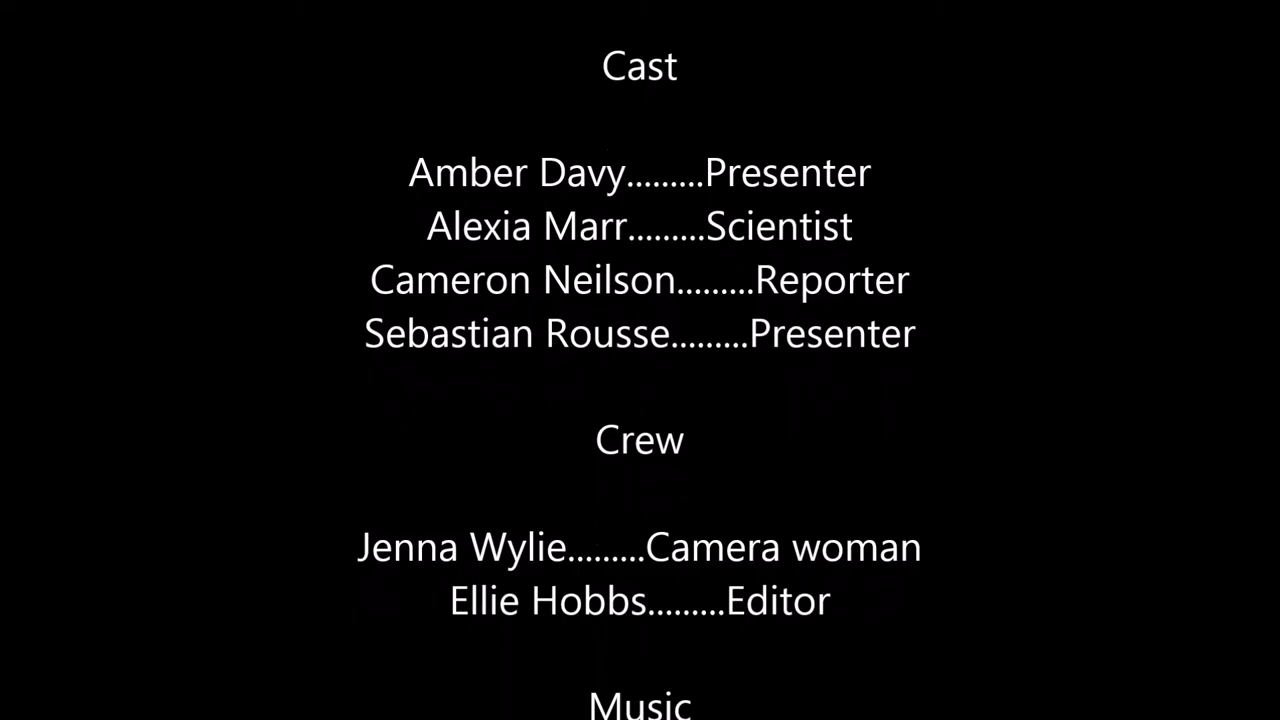 Cast
Amber Davy.........Presenter
Alexia Marr.........Scientist
Cameron Neilson.........Reporter
Sebastian Rousse.........Presenter
Crew
Jenna Wylie.........Camera woman
Ellie Hobbs.........Editor
Music